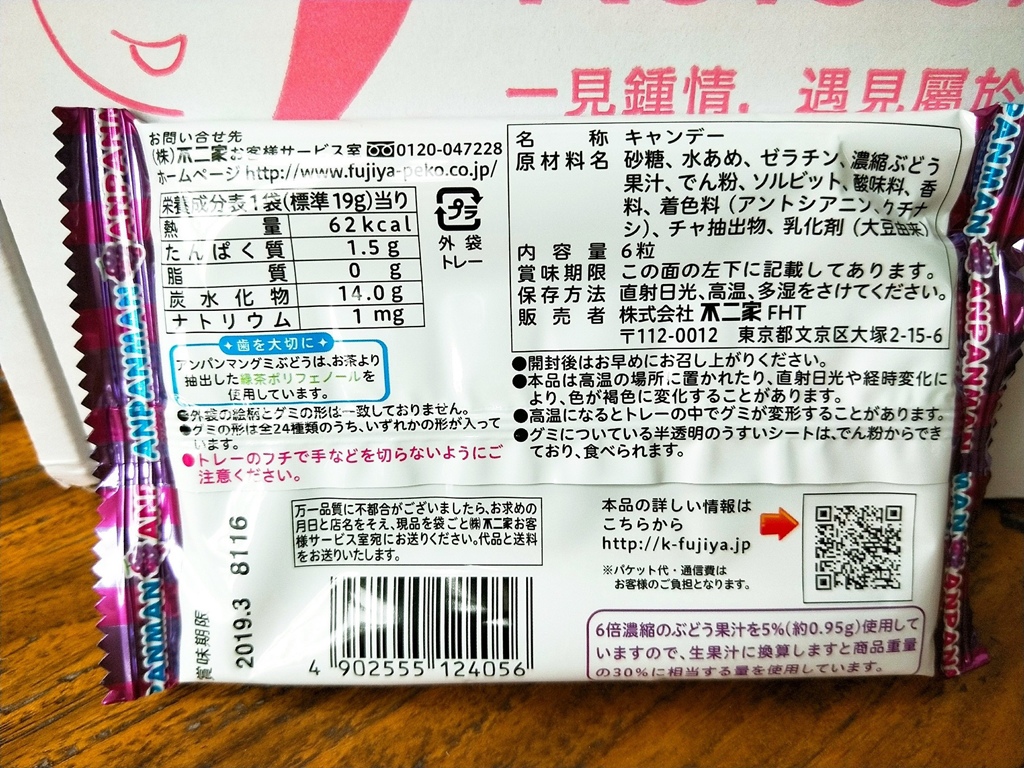 一見鍾情，遇見屬於
お問い合せ先
(株)不二家お客様サービス室 0120-047228
ホームページ http://www.fujiya-peko.co.jp/
栄養成分表1袋(標準19g)当り
熱量 62kcal
たんぱく質 1.5g
脂質 0g
炭水化物 14.0g
ナトリウム 1mg
プラ
外袋
トレー
歯を大切に
アンパンマングミぶどうは、お茶より
抽出した緑茶ポリフェノールを
使用しています。
●外袋の絵柄とグミの形は一致しておりません。
●グミの形は全24種類のうち、いずれかの形が入って
います。
●トレーのフチで手などを切らないようにご
注意ください。
名称 キャンデー
原材料名 砂糖、水あめ、ゼラチン、濃縮ぶどう
果汁、でん粉、ソルビット、酸味料、香
料、着色料（アントシアニン、クチナ
シ）、チャ抽出物、乳化剤（大豆由来）
内容量 6粒
賞味期限 この面の左下に記載してあります。
保存方法 直射日光、高温、多湿をさけてください。
販売者 株式会社 不二家 FHT
〒112-0012 東京都文京区大塚2-15-6
●開封後はお早めにお召し上がりください。
●本品は高温の場所に置かれたり、直射日光や経時変化に
より、色が褐色に変化することがあります。
●高温になるとトレーの中でグミが変形することがあります。
●グミについている半透明のうすいシートは、でん粉からでき
ており、食べられます。
万一品質に不都合がございましたら、お求めの
月日と店名をそえ、現品を袋ごと㈱不二家お客
様サービス室宛にお送りください。代品と送料
をお送りいたします。
本品の詳しい情報は
こちらから
http://k-fujiya.jp
※パケット代・通信費は
お客様のご負担となります。
賞味期限 2019.3 8116
4 902555 124056
6倍濃縮のぶどう果汁を5%(約0.95g)使用して
いますので、生果汁に換算しますと商品重量
の30%に相当する量を使用しています。
ANPANMAN
ANPANMAN
ANPANMAN
ANPANMAN